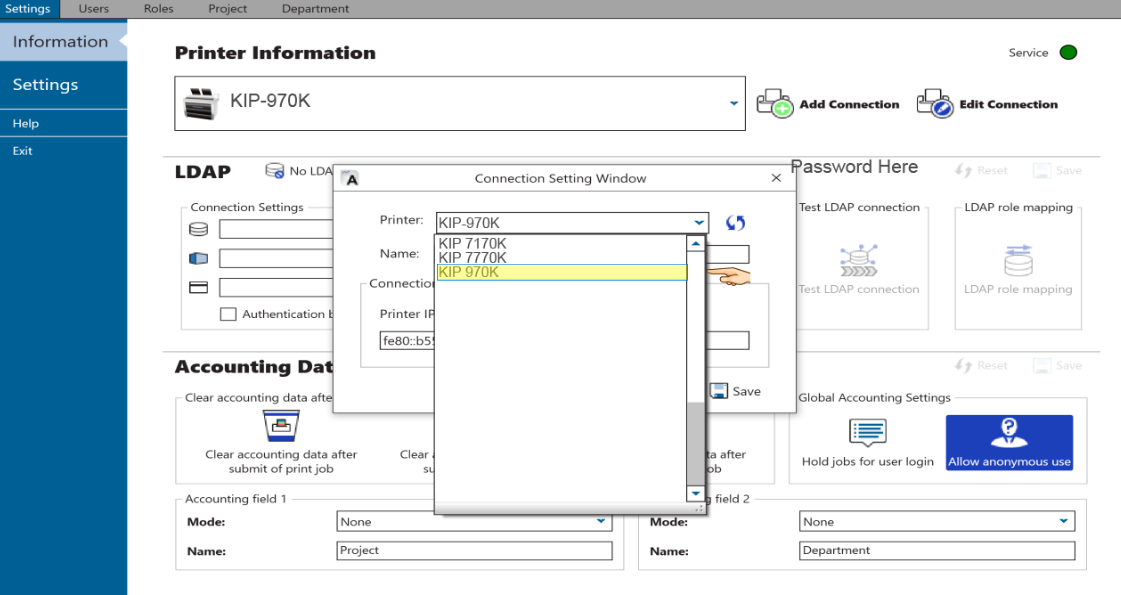 Settings Users Roles Project Department
Information
Settings
Help
Exit
Printer Information
Service
KIP-970K
Add Connection
Edit Connection
LDAP
No LDA
Password Here
Reset
Save
Connection Settings
Authentication b
Test LDAP connection
Test LDAP connection
LDAP role mapping
LDAP role mapping
A
Connection Setting Window
Printer:
KIP-970K
KIP 7170K
KIP 7770K
KIP 970K
Name:
Connection
Printer IP
fe80::b55
Save
Accounting Dat
Reset
Save
Clear accounting data afte
Clear accounting data after
submit of print job
Clear a
su
ta after
ob
Global Accounting Settings
Hold jobs for user login
Allow anonymous use
Accounting field 1
Mode:
None
Name:
Project
g field 2
Mode:
None
Name:
Department